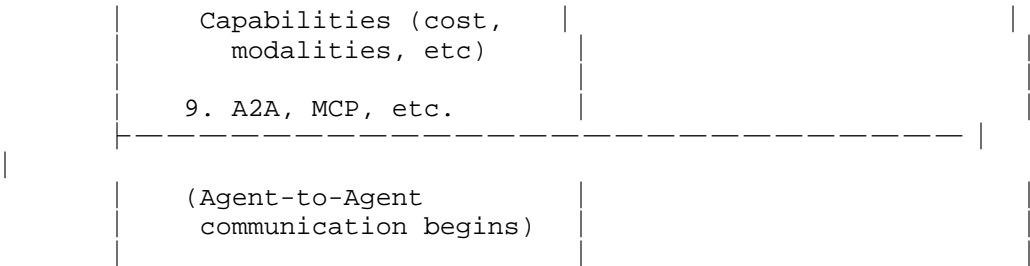 Capabilities (cost,
modalities, etc)
9. A2A, MCP, etc.
(Agent-to-Agent
communication begins)